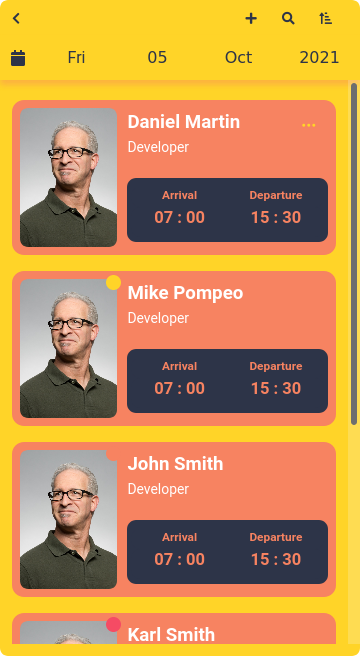 Fri 05 Oct 2021
Daniel Martin
Developer
Arrival Departure
07 : 00 15 : 30
Mike Pompeo
Developer
Arrival Departure
07 : 00 15 : 30
John Smith
Developer
Arrival Departure
07 : 00 15 : 30
Karl Smith